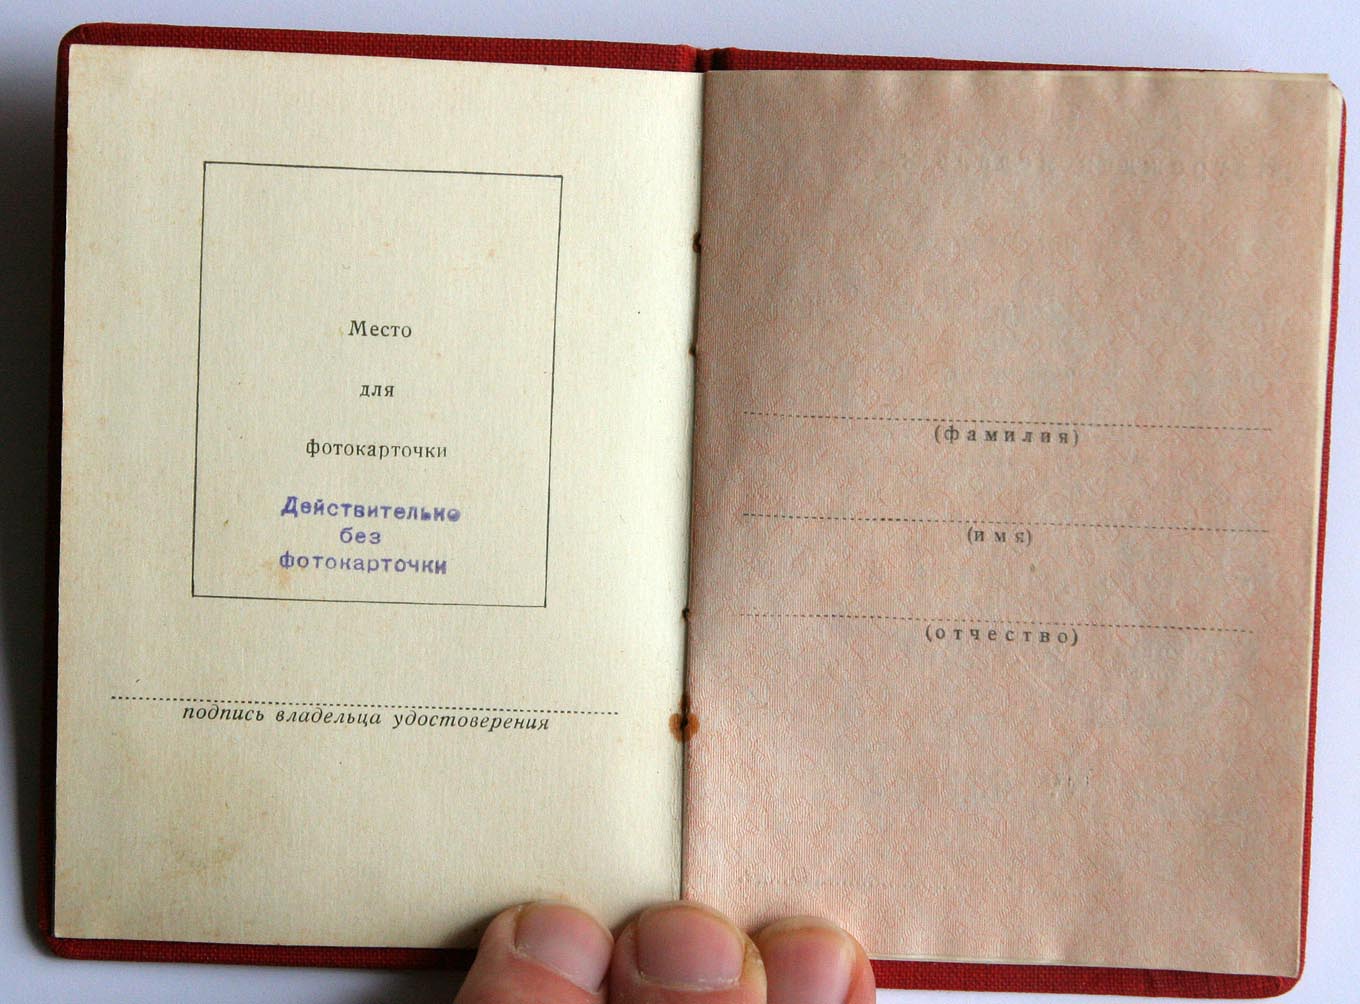 Место
для
фотокарточки
Действительно
без
фотокарточки
подпись владельца удостоверения
(фамилия)
(имя)
(отчество)